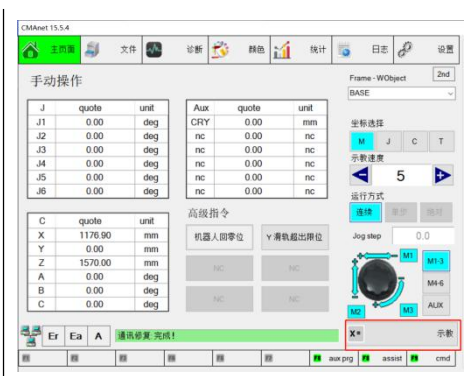 CMAnet 15.5.4
主页面 文件 诊断 颜色 统计 日志 设置
手动操作
Frame - WObject 2nd
BASE
J quote unit
J1 0.00 deg
J2 0.00 deg
J3 0.00 deg
J4 0.00 deg
J5 0.00 deg
J6 0.00 deg
Aux quote unit
CRY 0.00 mm
nc 0.00 nc
nc 0.00 nc
nc 0.00 nc
nc 0.00 nc
nc 0.00 nc
坐标选择
M J C T
示教速度
5
运行方式
连续 单步 绝对
C quote unit
X 1176.90 mm
Y 0.00 mm
Z 1570.00 mm
A 0.00 deg
B 0.00 deg
C 0.00 deg
高级指令
机器人回零位 Y滑轨超出限位
NC NC
NC NC
Jog step 0.0
M1 M1-3
M4-6
M2 M3 AUX
Er Ea A 通讯修复:完成!
X= 示教
aux prg assist cmd